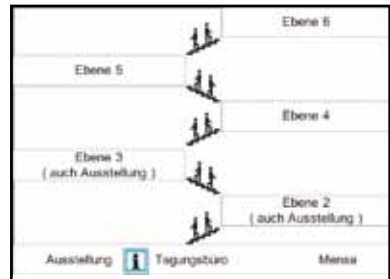 Ebene 6
Ebene 5
Ebene 4
Ebene 3
( auch Ausstellung )
Ebene 2
( auch Ausstellung )
Ausstellung i Tagungsbüro Mensa